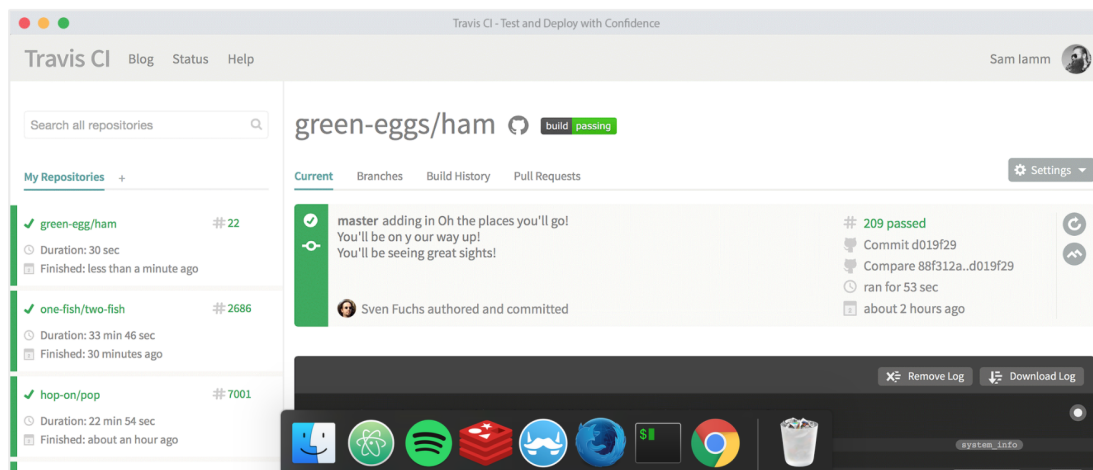 Travis CI - Test and Deploy with Confidence
Travis CI Blog Status Help Sam Iamm
Search all repositories
My Repositories +
green-egg/ham # 22
Duration: 30 sec
Finished: less than a minute ago
one-fish/two-fish # 2686
Duration: 33 min 46 sec
Finished: 30 minutes ago
hop-on/pop # 7001
Duration: 22 min 54 sec
Finished: about an hour ago
green-eggs/ham build passing
Current Branches Build History Pull Requests
Settings
master adding in Oh the places you'll go!
You'll be on y our way up!
You'll be seeing great sights!
Sven Fuchs authored and committed
# 209 passed
Commit d019f29
Compare 88f312a..d019f29
ran for 53 sec
about 2 hours ago
Remove Log Download Log
system_info
$